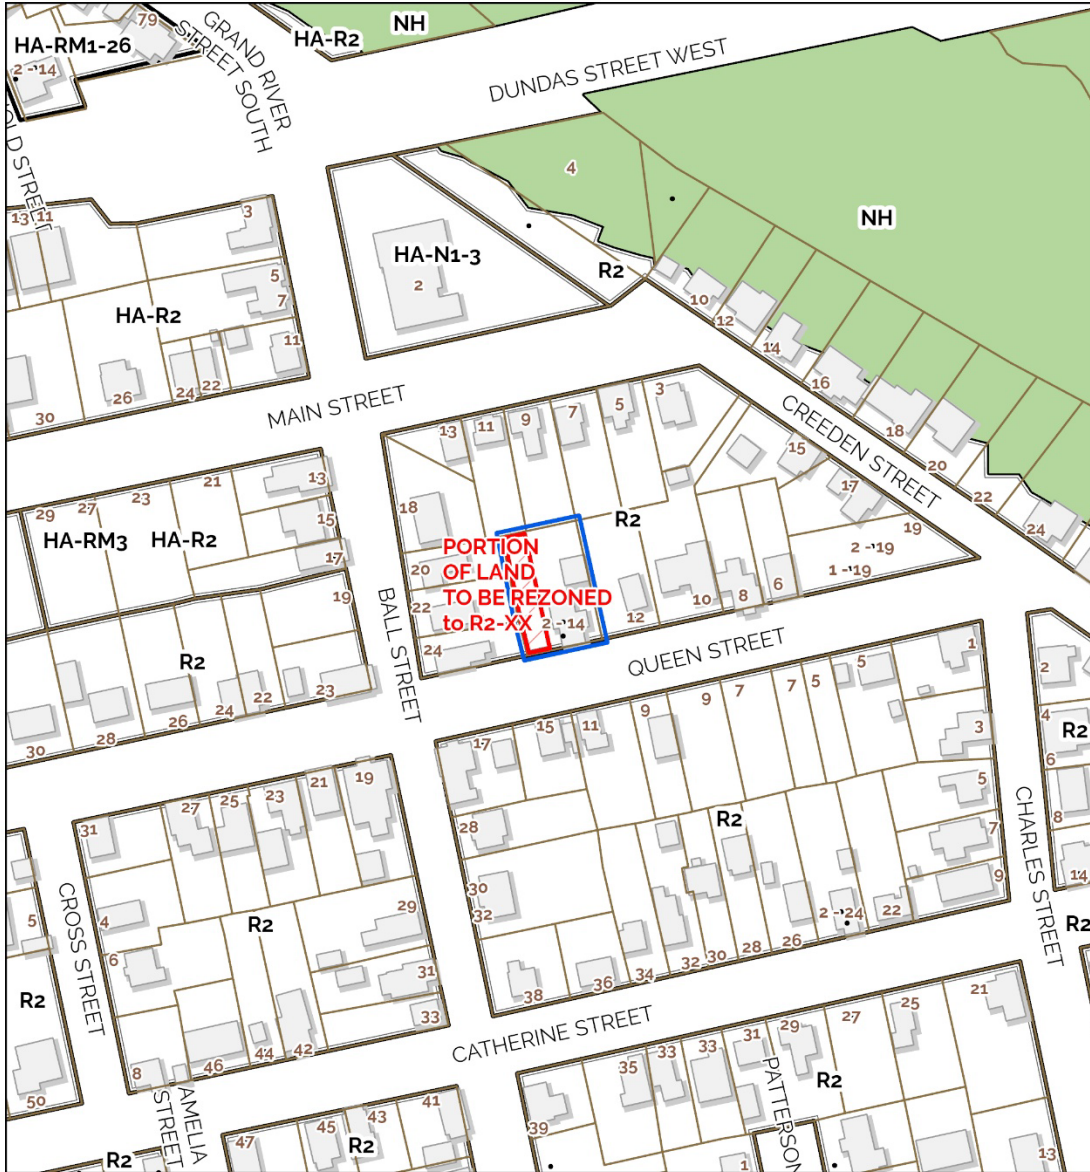 79
HA-RM1-26
2 - 14
GRAND RIVER
STREET SOUTH
HA-R2
NH
DUNDAS STREET WEST
OLD STREET
4
NH
13
11
3
HA-N1-3
2
R2
5
7
HA-R2
10
12
11
14
24
22
26
30
16
MAIN STREET
18
CREEDEN STREET
20
22
24
13
11
9
7
5
3
15
17
19
2 - 19
1 - 19
29
27
23
21
13
15
17
HA-RM3
HA-R2
18
R2
20
PORTION
OF LAND
TO BE REZONED
to R2-XX
2 - 14
22
24
12
10
8
6
19
BALL STREET
QUEEN STREET
R2
30
28
26
24
22
23
1
2
17
15
11
9
9
7
7
5
5
3
4
R2
6
5
8
7
9
14
CHARLES STREET
R2
31
27
25
23
21
19
28
R2
30
32
4
6
29
R2
31
33
CROSS STREET
5
R2
50
38
36
34
32
30
28
26
2 - 24
22
8
46
44
42
CATHERINE STREET
AMELIA
STREET
21
25
27
29
31
33
33
35
39
R2
PATTERSON
41
43
45
47
R2
R2
1
13